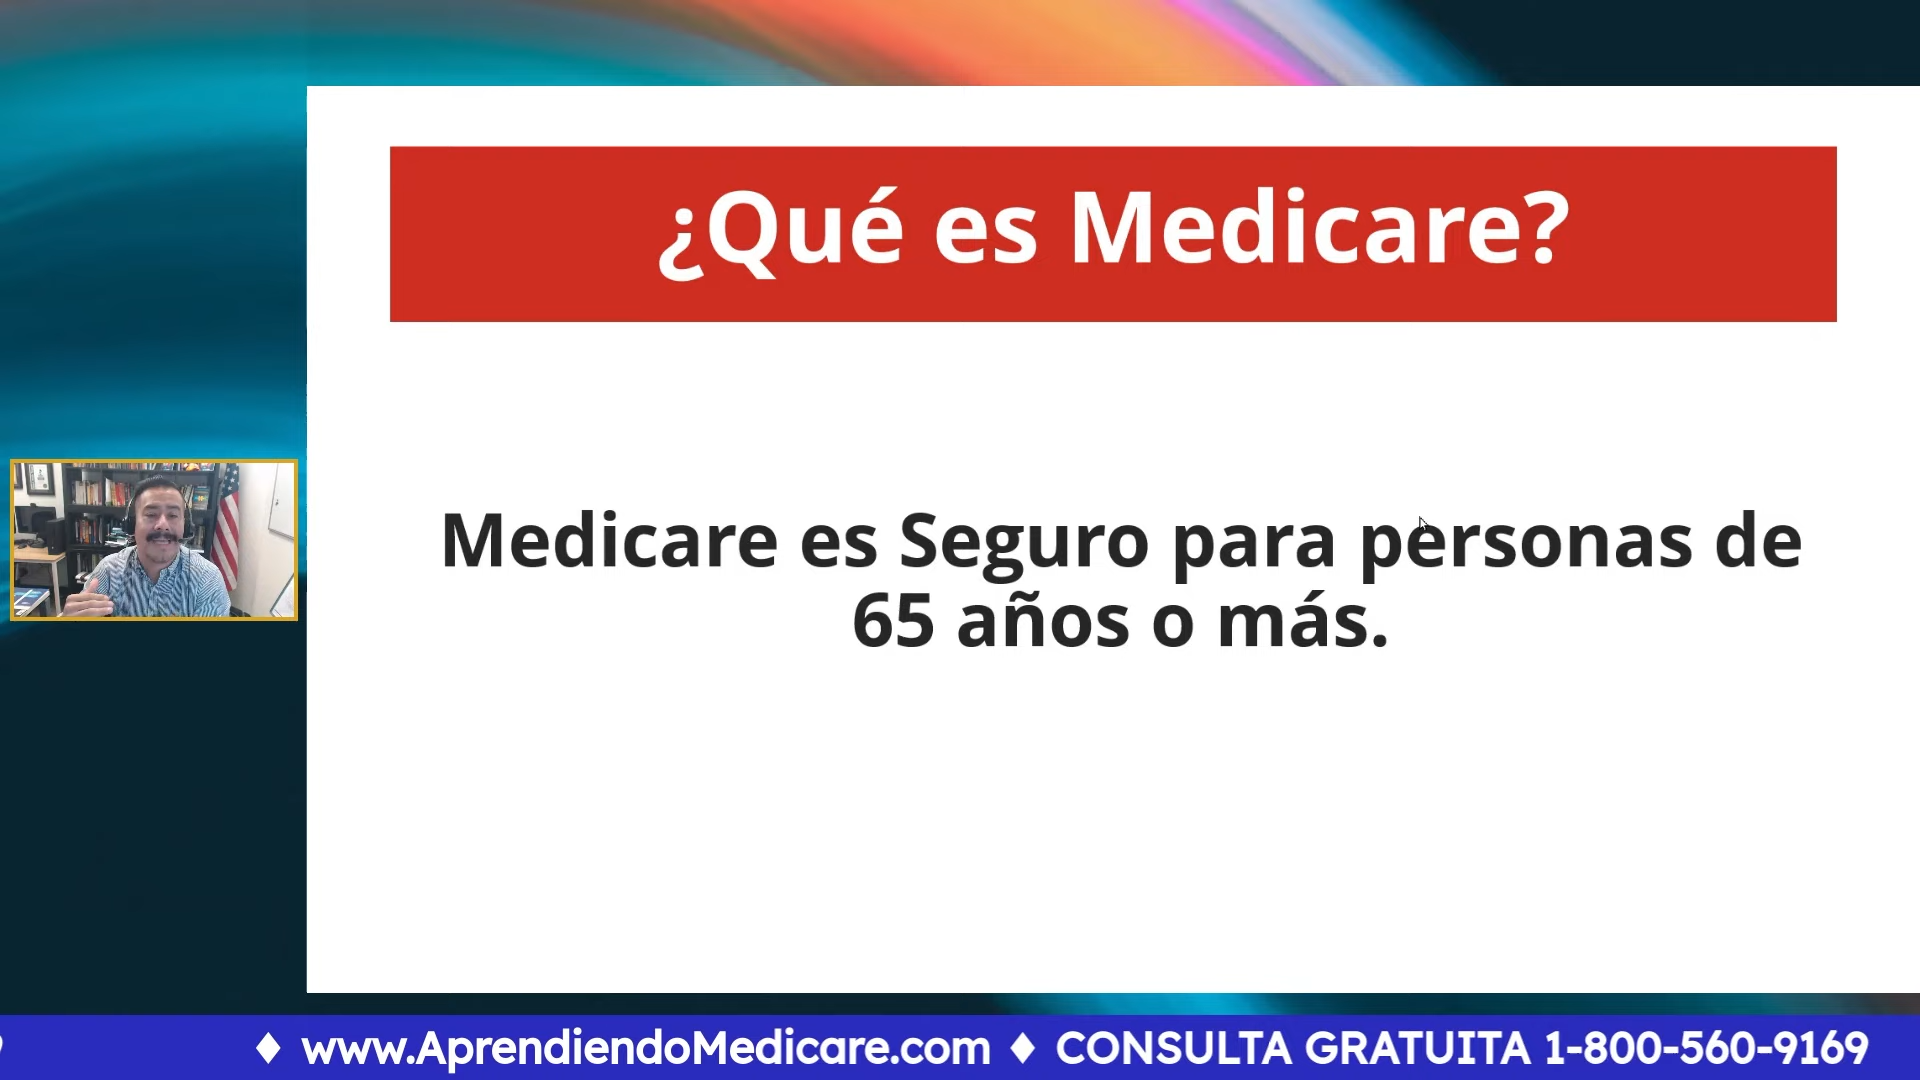 ¿Qué es Medicare?
Medicare es Seguro para personas de
65 años o más.
♦ www.AprendiendoMedicare.com ♦ CONSULTA GRATUITA 1-800-560-9169